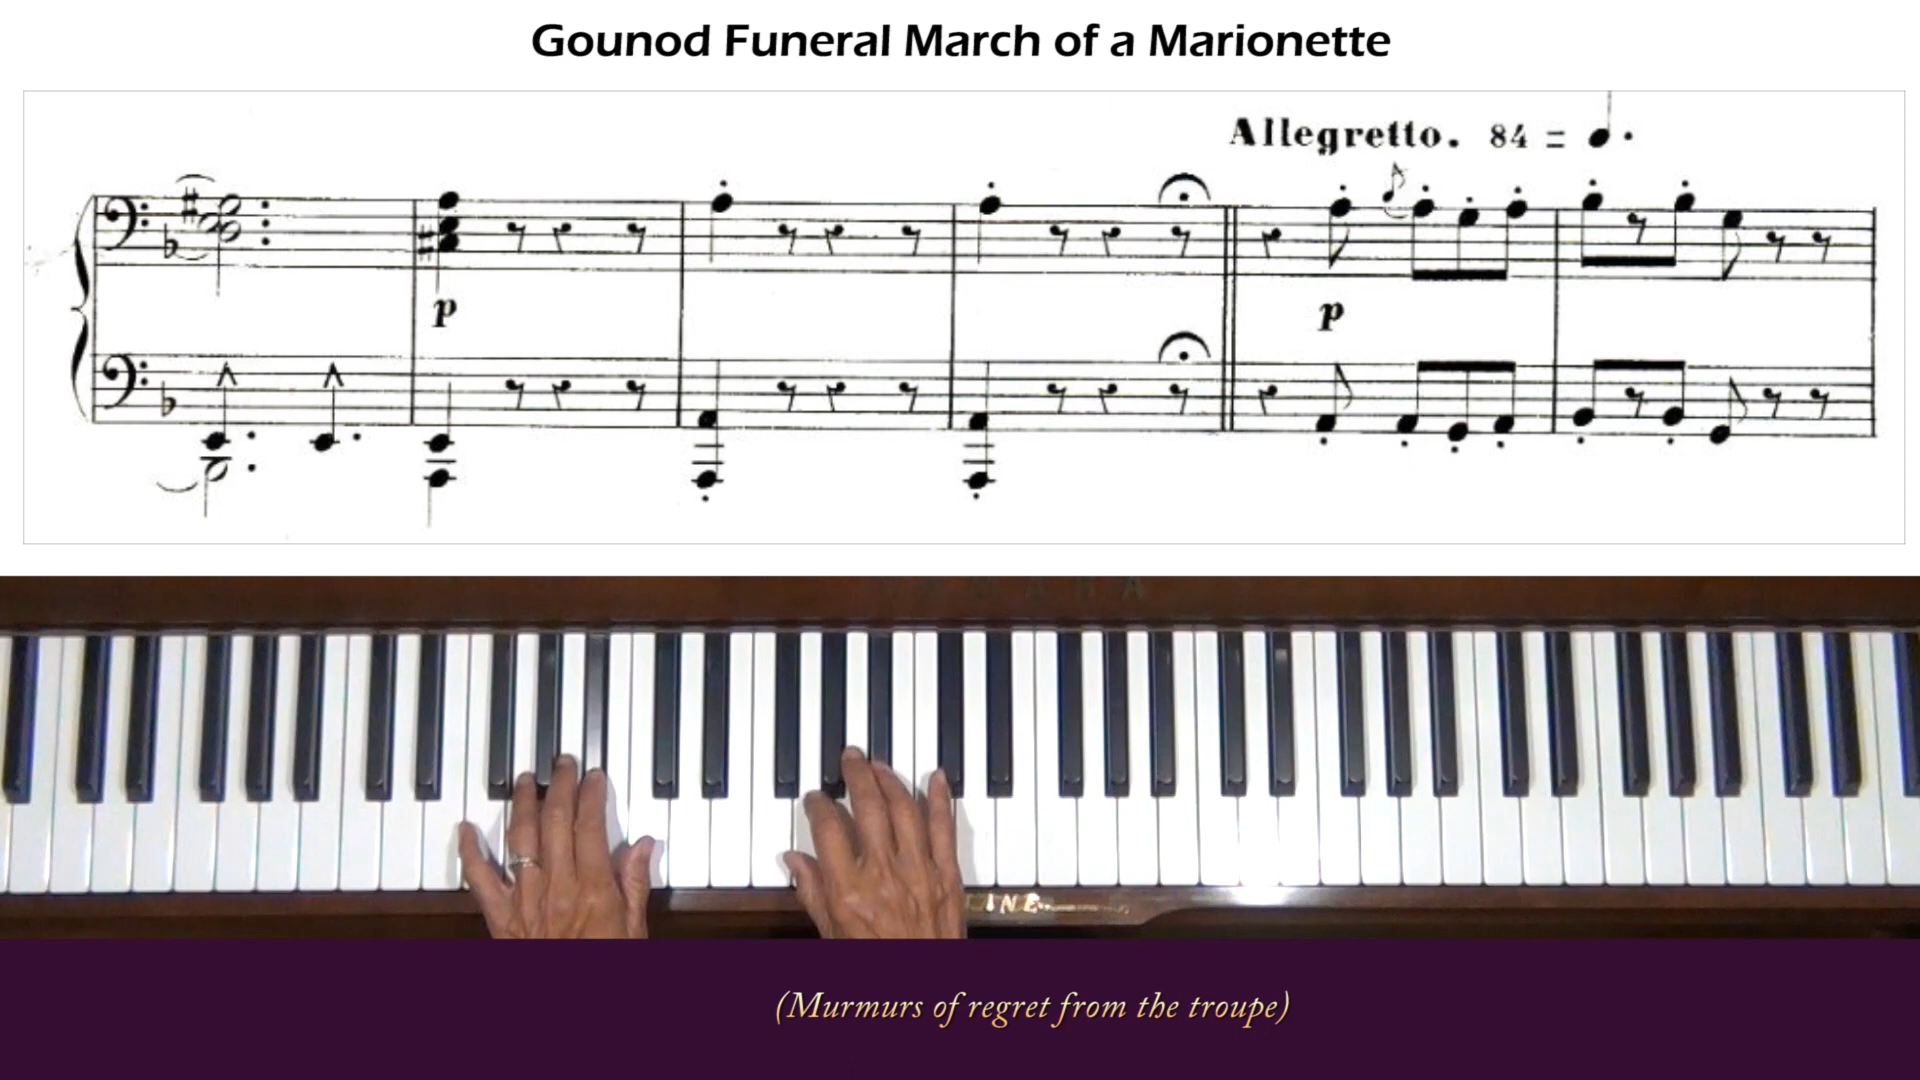 Gounod Funeral March of a Marionette
Allegretto. 84 =
p
p
(Murmurs of regret from the troupe)